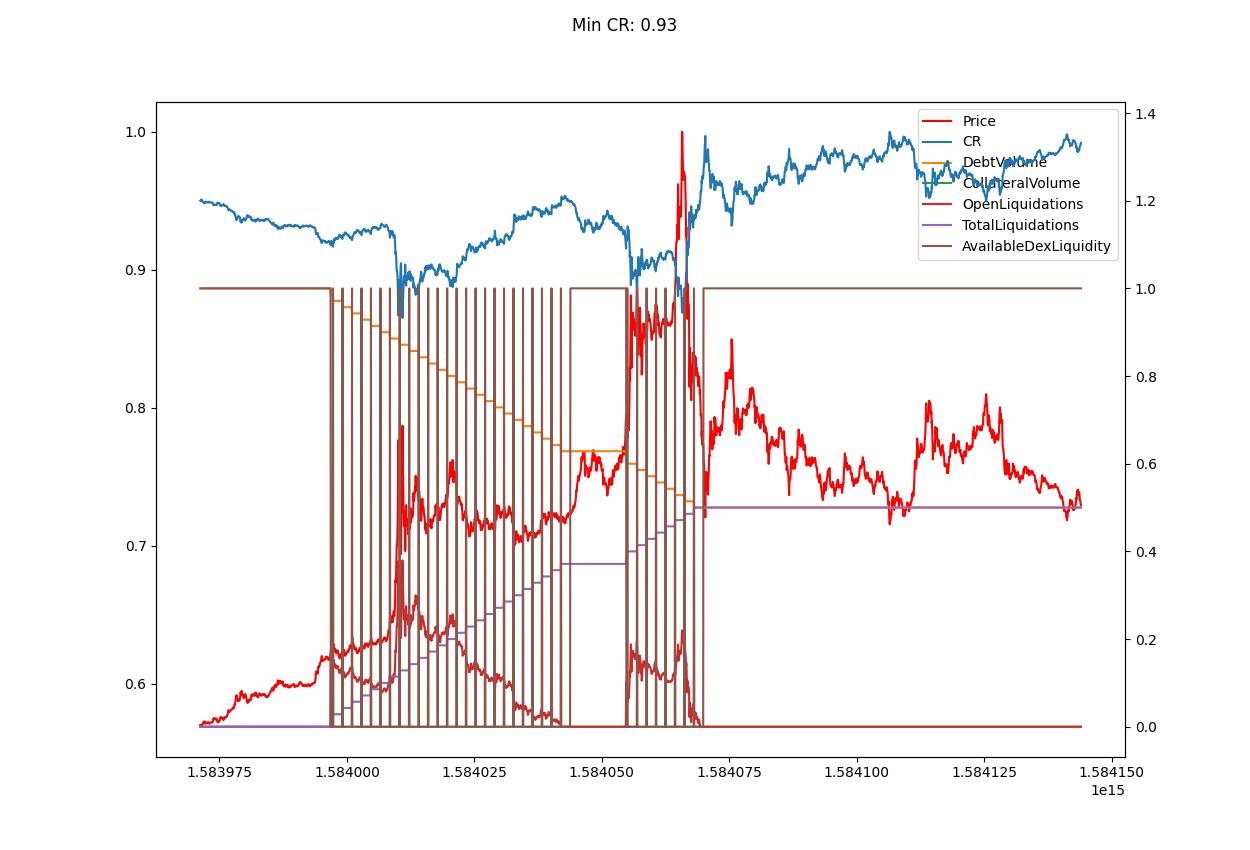 Min CR: 0.93
1.0
0.9
0.8
0.7
0.6
1.4
1.2
1.0
0.8
0.6
0.4
0.2
0.0
Price
CR
DebtVolume
CollateralVolume
OpenLiquidations
TotalLiquidations
AvailableDexLiquidity
1.583975 1.584000 1.584025 1.584050 1.584075 1.584100 1.584125 1.584150
1e15